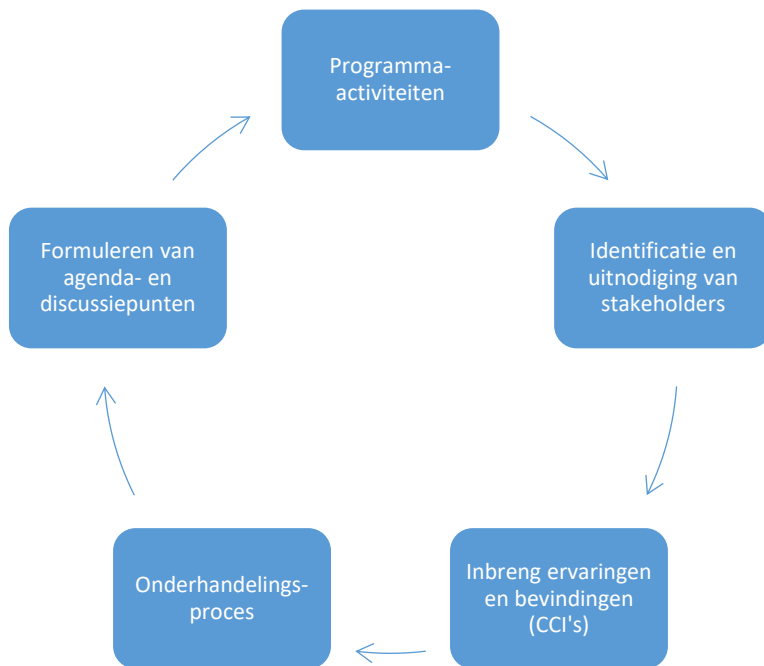 Programma-
activiteiten
Identificatie en
uitnodiging van
stakeholders
Inbreng ervaringen
en bevindingen
(CCI's)
Onderhandelings-
proces
Formuleren van
agenda- en
discussiepunten